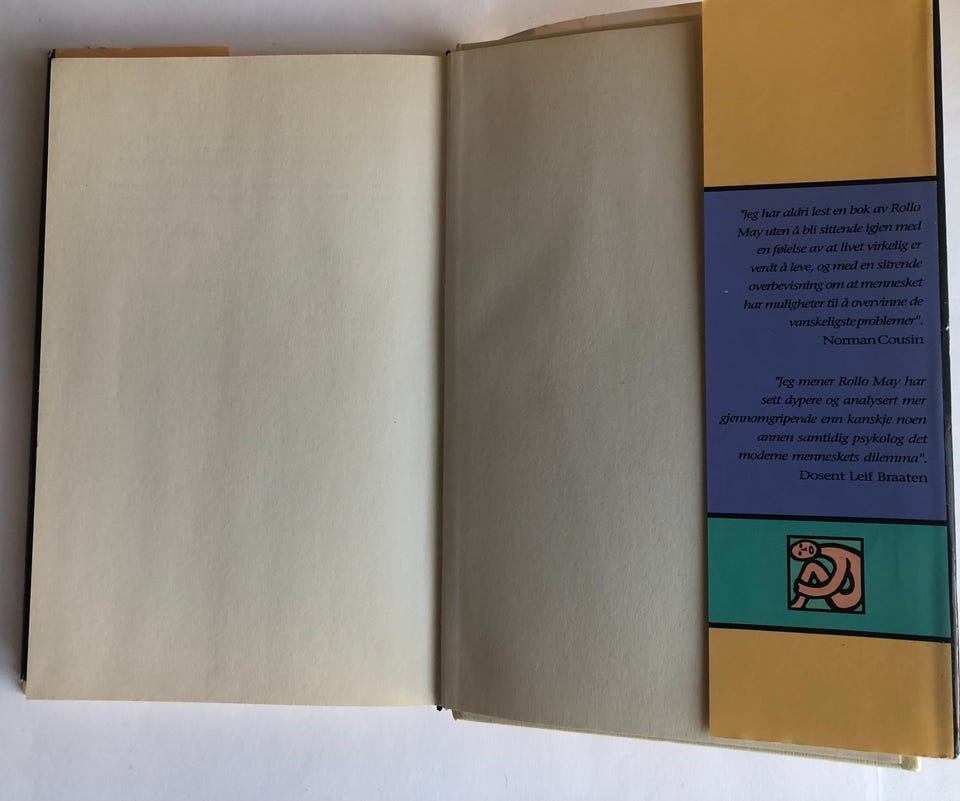 "Jeg har aldri lest en bok av Rollo
May uten å bli sittende igjen med
en følelse av at livet virkelig er
verdt å leve, og med en sitrende
overbevisning om at mennesket
har muligheter til å overvinne de
vanskeligste problemer".
Norman Cousin
"Jeg mener Rollo May har
sett dypere og analysert mer
gjennomgripende enn kanskje noen
annen samtidig psykolog det
moderne menneskets dilemma".
Dosent Leif Braaten